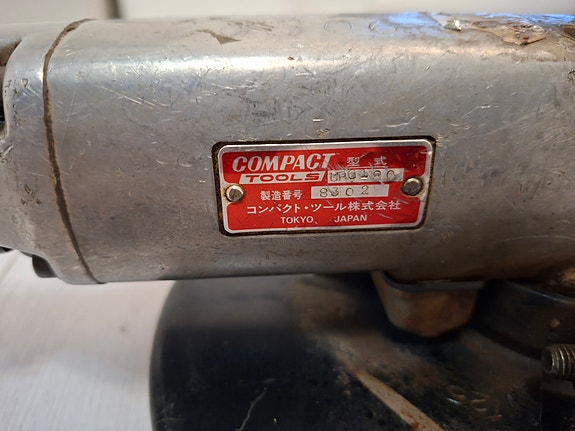 COMPACT 型式
TOOLS
製造番号 8302
コンパクト・ツール株式会社
TOKYO, JAPAN